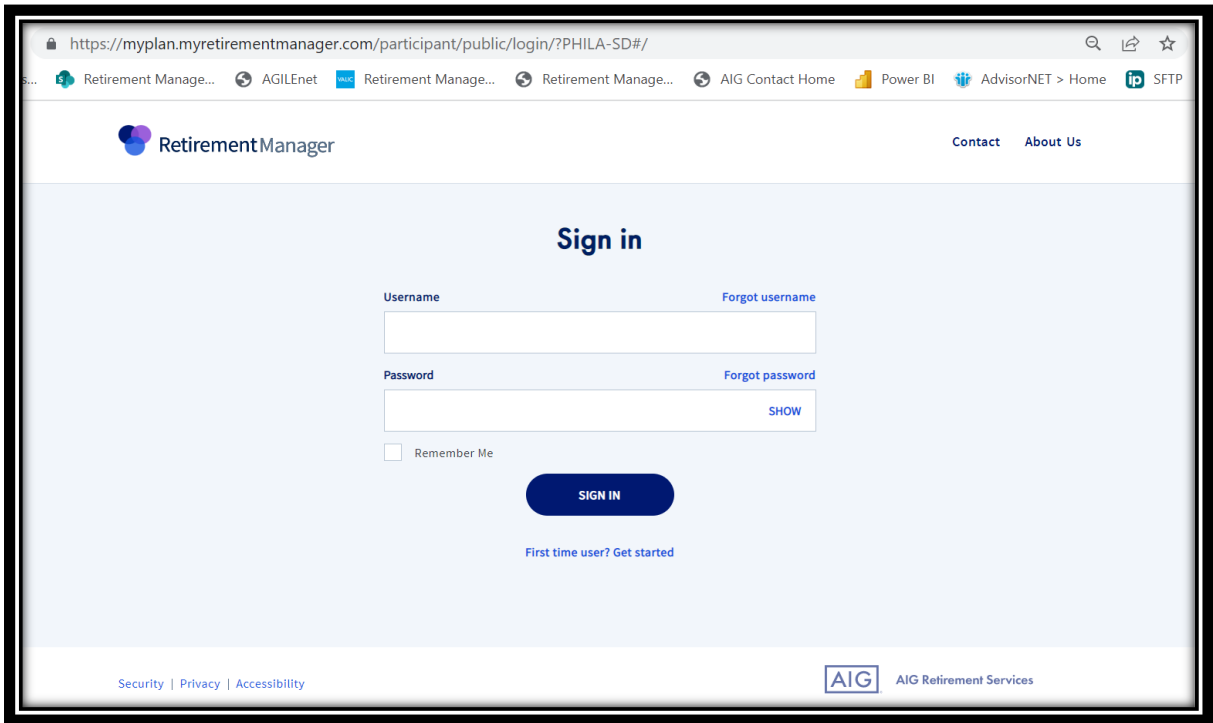 https://myplan.myretirementmanager.com/participant/public/login/?PHILA-SD#/
s... S Retirement Manage... AGILEnet VALIC Retirement Manage... Retirement Manage... AIG Contact Home Power BI AdvisorNET > Home ip SFTP
RetirementManager Contact About Us
Sign in
Username Forgot username
Password Forgot password
SHOW
Remember Me
SIGN IN
First time user? Get started
Security | Privacy | Accessibility AIG AIG Retirement Services